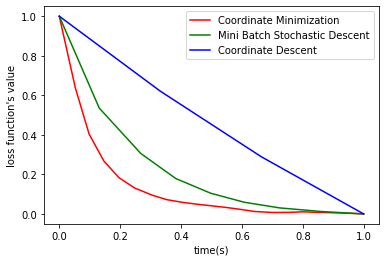 Coordinate Minimization
Mini Batch Stochastic Descent
Coordinate Descent
loss function's value
1.0
0.8
0.6
0.4
0.2
0.0
0.0 0.2 0.4 0.6 0.8 1.0
time(s)